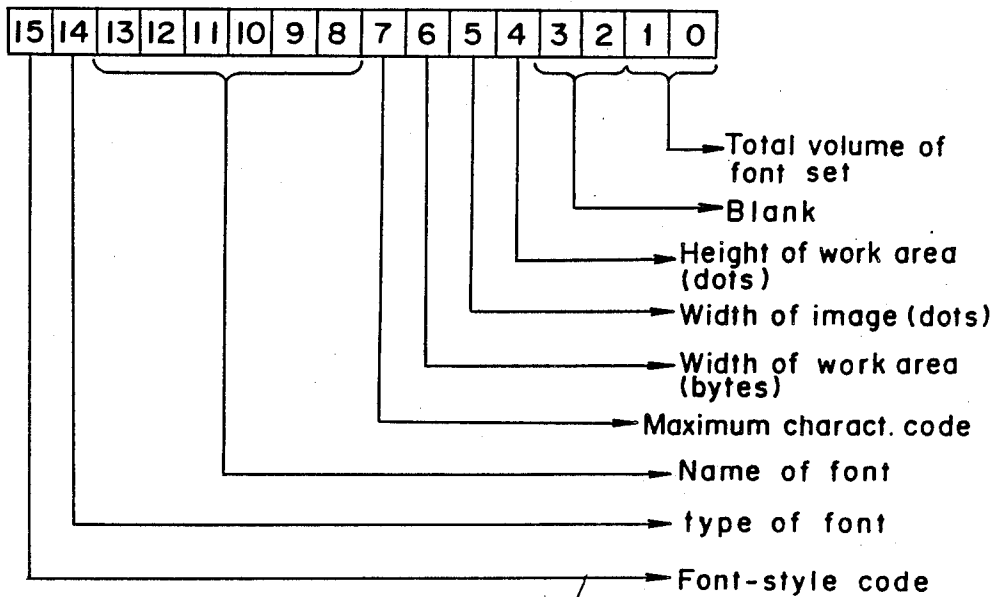 15 14 13 12 11 10 9 8 7 6 5 4 3 2 1 0
Total volume of
font set
Blank
Height of work area
(dots)
Width of image (dots)
Width of work area
(bytes)
Maximum charact. code
Name of font
type of font
Font-style code